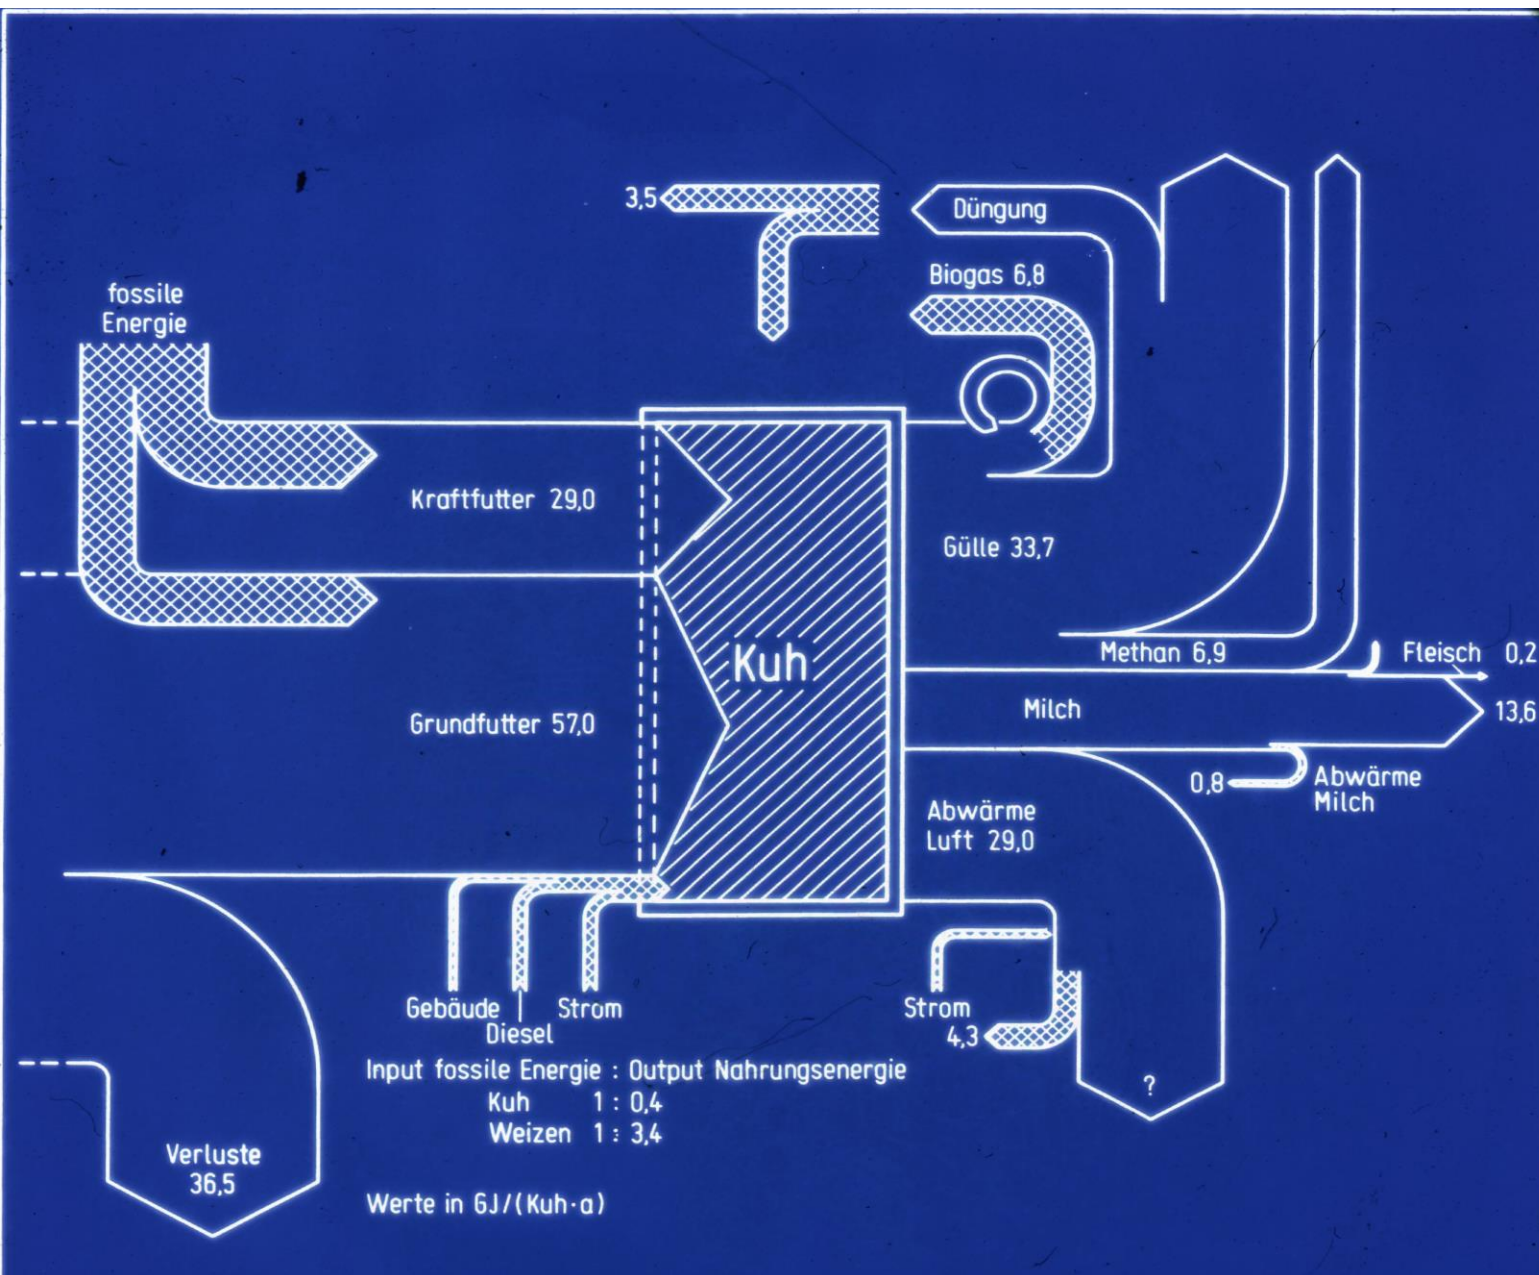 3,5
Düngung
Biogas 6,8
fossile
Energie
Kraftfutter 29,0
Gülle 33,7
Kuh
Methan 6,9
Fleisch 0,2
Grundfutter 57,0
Milch
13,6
0,8
Abwärme
Milch
Abwärme
Luft 29,0
Gebäude
Diesel
Strom
Strom
4,3
Input fossile Energie : Output Nahrungsenergie
Kuh 1 : 0,4
Weizen 1 : 3,4
?
Verluste
36,5
Werte in GJ/(Kuh·a)